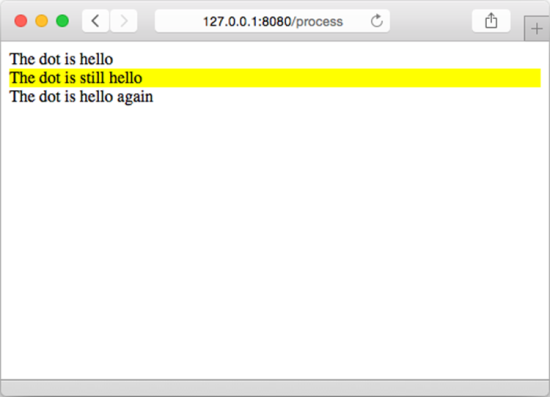 127.0.0.1:8080/process
The dot is hello
The dot is still hello
The dot is hello again